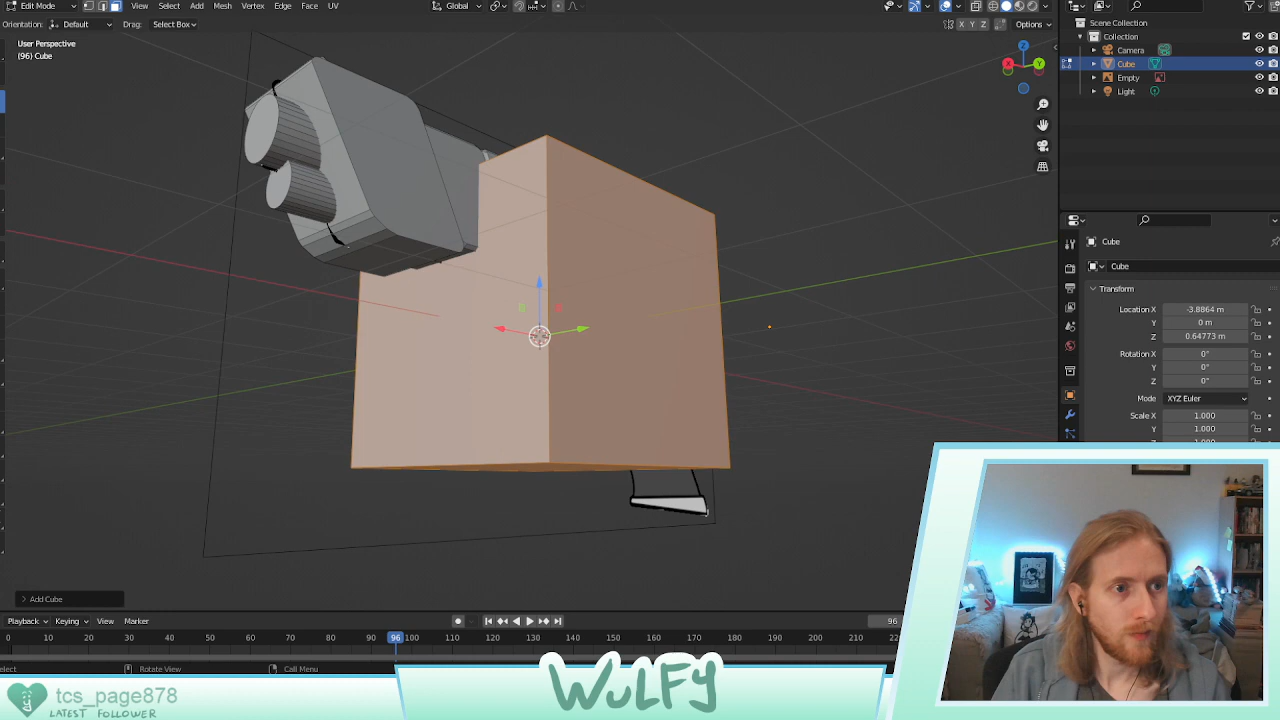 Edit Mode View Select Add Mesh Vertex Edge Face UV Global
Orientation: Default Drag: Select Box X Y Z Options
User Perspective
(96) Cube
Z
X Y
Scene Collection
Collection
Camera
Cube
Empty
Light
Cube
Cube
Transform
Location X -3.8864 m
Y 0 m
Z 0.64773 m
Rotation X 0°
Y 0°
Z 0°
Mode XYZ Euler
Scale X 1.000
Y 1.000
Add Cube
Playback Keying View Marker 96
0 10 20 30 40 50 60 70 80 90 96 100 110 120 130 140 150 160 170 180 190 200 210 220
Rotate View Call Menu
WULFY
tcs_page878
LATEST FOLLOWER